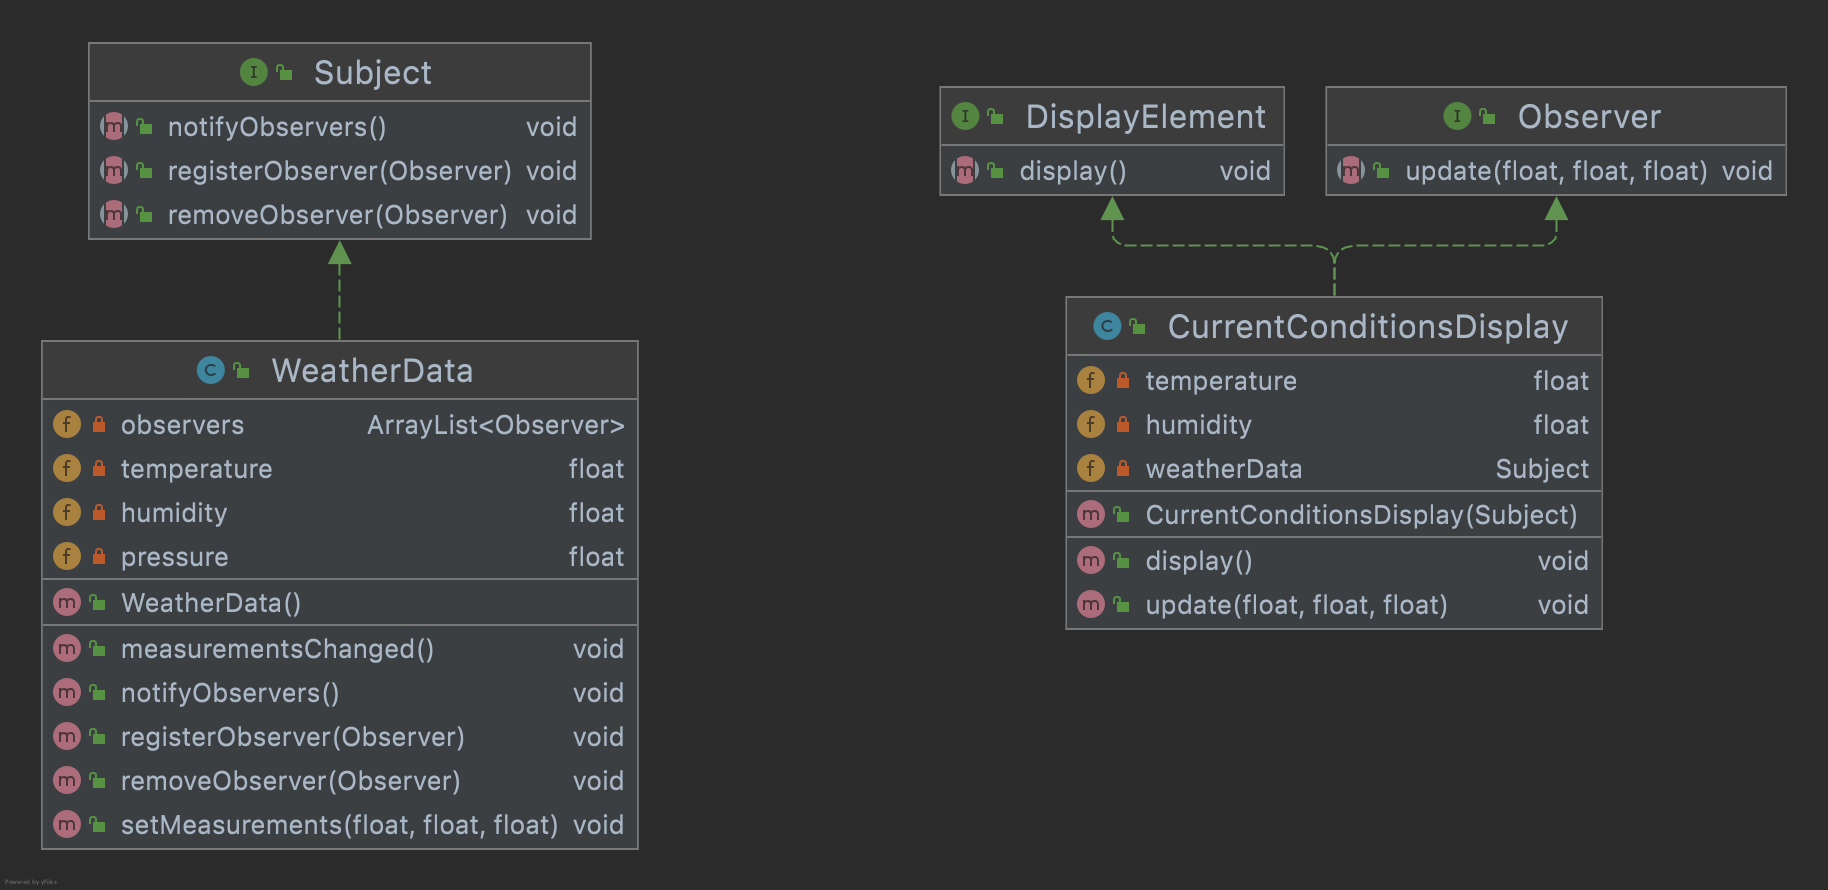 Subject
notifyObservers() void
registerObserver(Observer) void
removeObserver(Observer) void
WeatherData
observers ArrayList<Observer>
temperature float
humidity float
pressure float
WeatherData()
measurementsChanged() void
notifyObservers() void
registerObserver(Observer) void
removeObserver(Observer) void
setMeasurements(float, float, float) void
DisplayElement
display() void
Observer
update(float, float, float) void
CurrentConditionsDisplay
temperature float
humidity float
weatherData Subject
CurrentConditionsDisplay(Subject)
display() void
update(float, float, float) void
Powered by yFiles